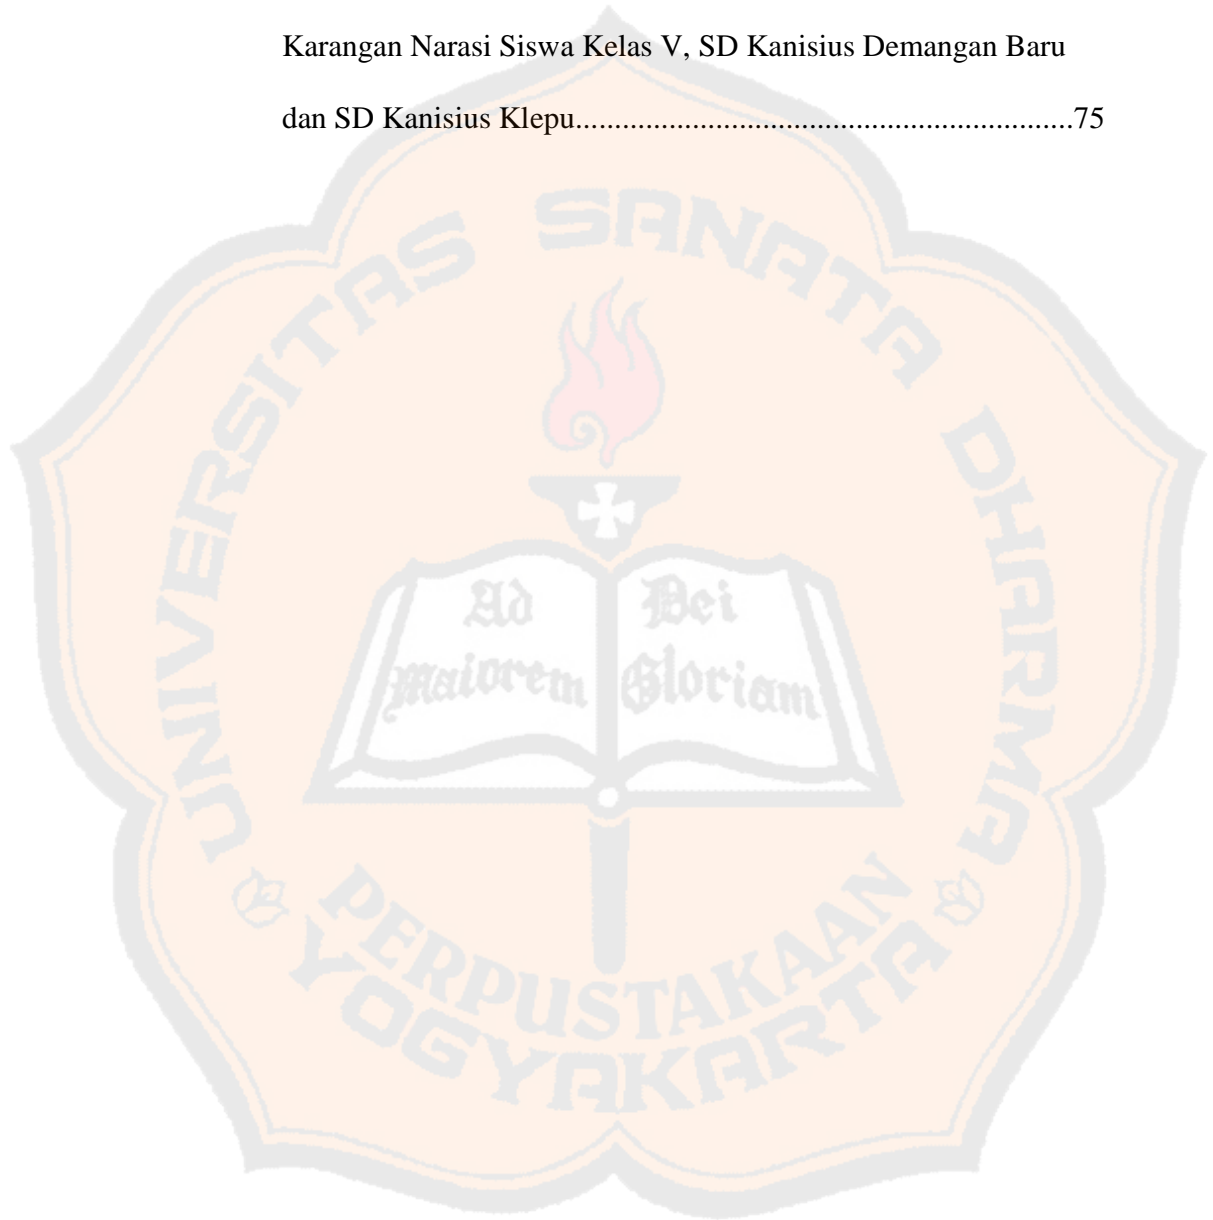 Karangan Narasi Siswa Kelas V, SD Kanisius Demangan Baru
dan SD Kanisius Klepu.....................................................75
UNIVERSITAS SANATA DHARMA
Ad Dei
Maiorem Gloriam
PERPUSTAKAAN
YOGYAKARTA